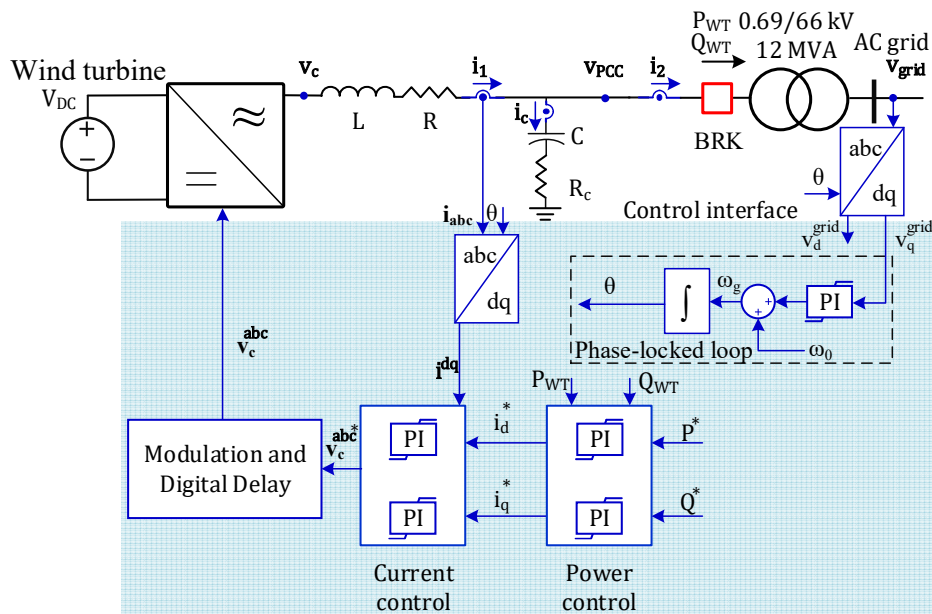 P_WT 0.69/66 kV
Q_WT 12 MVA
AC grid
v_grid
Wind turbine
V_DC
v_c
L
R
i_1
i_c
C
R_c
v_PCC
i_2
BRK
abc
dq
θ
Control interface
v_d^grid
v_q^grid
i_abc
θ
abc
dq
θ
∫
ω_g
+
+
PI
Phase-locked loop
ω_0
v_c^abc
i^dq
P_WT
Q_WT
Modulation and
Digital Delay
v_c^abc*
PI
i_d^*
PI
P^*
PI
i_q^*
PI
Q^*
Current
control
Power
control